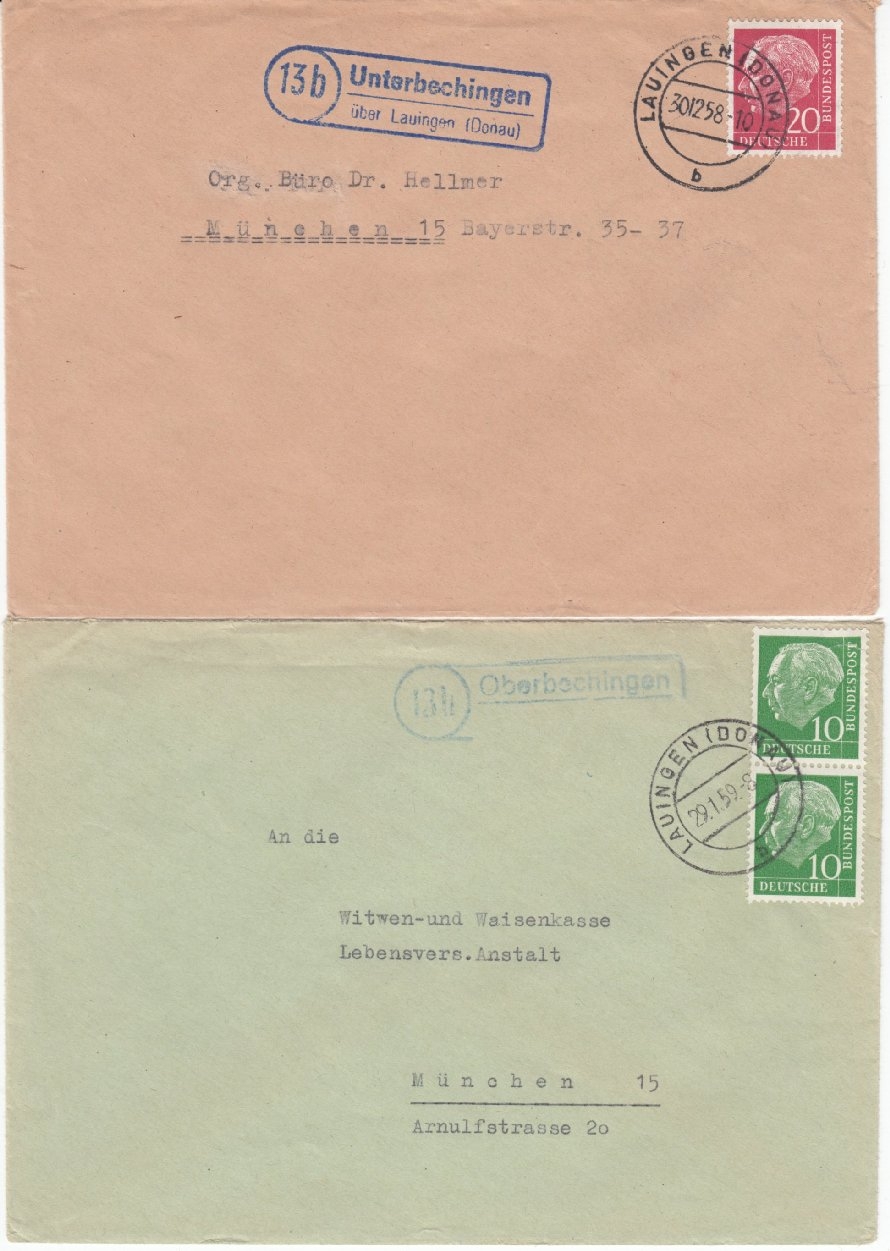 13b
Unterbechingen
über Lauingen (Donau)
LAUINGEN (DONAU)
30.12.58-10
b
20
DEUTSCHE
BUNDESPOST
Org. Büro Dr. Hellmer
München 15 Bayerstr. 35- 37
13b
Oberbechingen
LAUINGEN (DONAU)
29.1.59-8
10
DEUTSCHE
BUNDESPOST
10
DEUTSCHE
BUNDESPOST
An die
Witwen-und Waisenkasse
Lebensvers.Anstalt
München 15
Arnulfstrasse 2o